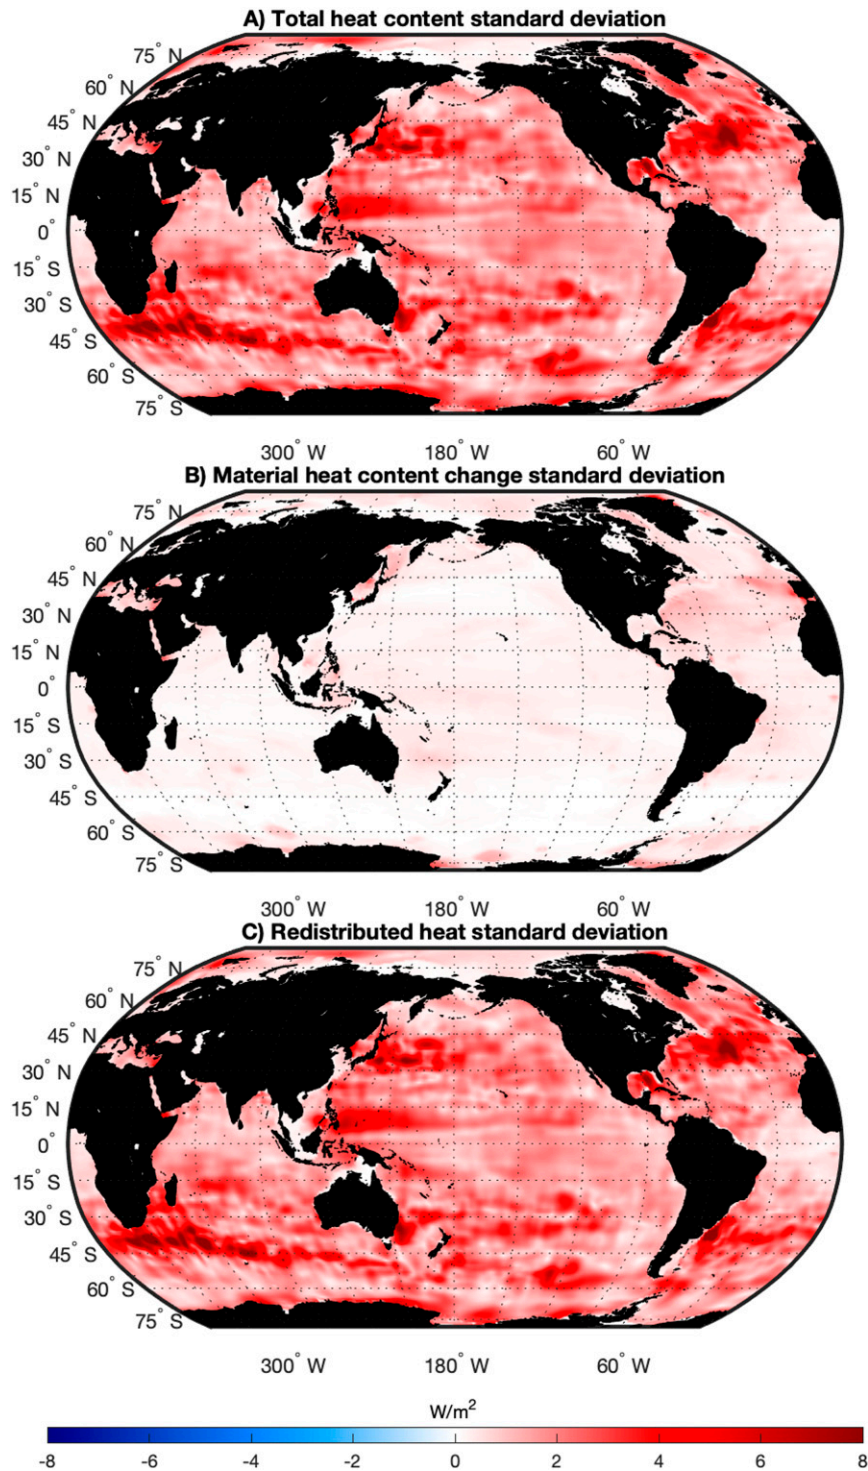 A) Total heat content standard deviation
75° N
60° N
45° N
30° N
15° N
0°
15° S
30° S
45° S
60° S
75° S
300° W 180° W 60° W
B) Material heat content change standard deviation
75° N
60° N
45° N
30° N
15° N
0°
15° S
30° S
45° S
60° S
75° S
300° W 180° W 60° W
C) Redistributed heat standard deviation
75° N
60° N
45° N
30° N
15° N
0°
15° S
30° S
45° S
60° S
75° S
300° W 180° W 60° W
W/m²
-8 -6 -4 -2 0 2 4 6 8